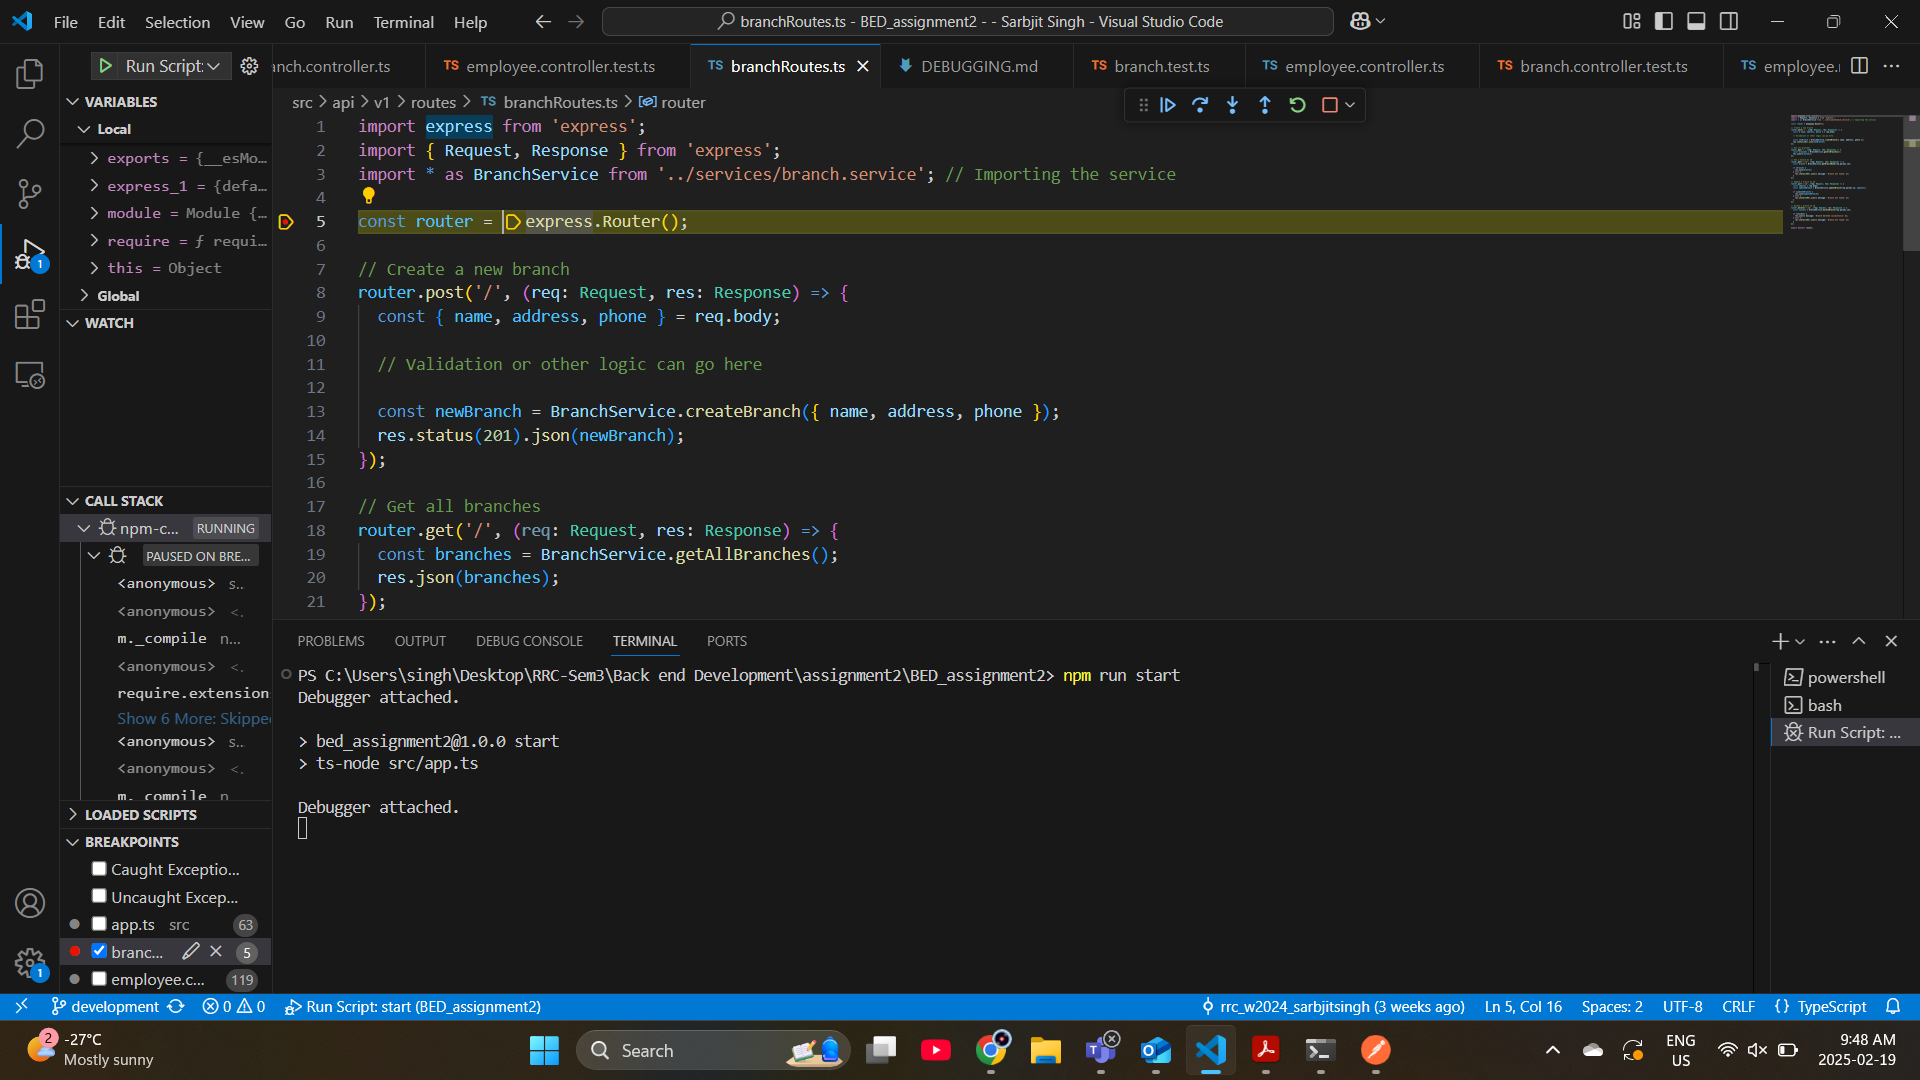 File Edit Selection View Go Run Terminal Help
branchRoutes.ts - BED_assignment2 - - Sarbjit Singh - Visual Studio Code
Run Script:
anch.controller.ts
TS employee.controller.test.ts
TS branchRoutes.ts
DEBUGGING.md
TS branch.test.ts
TS employee.controller.ts
TS branch.controller.test.ts
TS employee.
src > api > v1 > routes > TS branchRoutes.ts > router
VARIABLES
Local
exports = {__esMo...
express_1 = {defa...
module = Module {...
require = ƒ requi...
this = Object
Global
WATCH
CALL STACK
npm-c... RUNNING
PAUSED ON BRE...
<anonymous> s...
<anonymous> <.
m._compile n...
<anonymous> <.
require.extension
Show 6 More: Skippe
<anonymous> s...
<anonymous> <.
m._compile n
LOADED SCRIPTS
BREAKPOINTS
Caught Exceptio...
Uncaught Excep...
app.ts src 63
branc... 5
employee.c... 119
1 import express from 'express';
2 import { Request, Response } from 'express';
3 import * as BranchService from '../services/branch.service'; // Importing the service
4
5 const router = express.Router();
6
7 // Create a new branch
8 router.post('/', (req: Request, res: Response) => {
9 const { name, address, phone } = req.body;
10
11 // Validation or other logic can go here
12
13 const newBranch = BranchService.createBranch({ name, address, phone });
14 res.status(201).json(newBranch);
15 });
16
17 // Get all branches
18 router.get('/', (req: Request, res: Response) => {
19 const branches = BranchService.getAllBranches();
20 res.json(branches);
21 });
PROBLEMS OUTPUT DEBUG CONSOLE TERMINAL PORTS
PS C:\Users\singh\Desktop\RRC-Sem3\Back end Development\assignment2\BED_assignment2> npm run start
Debugger attached.
> bed_assignment2@1.0.0 start
> ts-node src/app.ts
Debugger attached.
powershell
bash
Run Script: ...
1
1
development 0 0 Run Script: start (BED_assignment2)
rrc_w2024_sarbjitsingh (3 weeks ago) Ln 5, Col 16 Spaces: 2 UTF-8 CRLF {} TypeScript
2
-27°C
Mostly sunny
Search
ENG
US
9:48 AM
2025-02-19